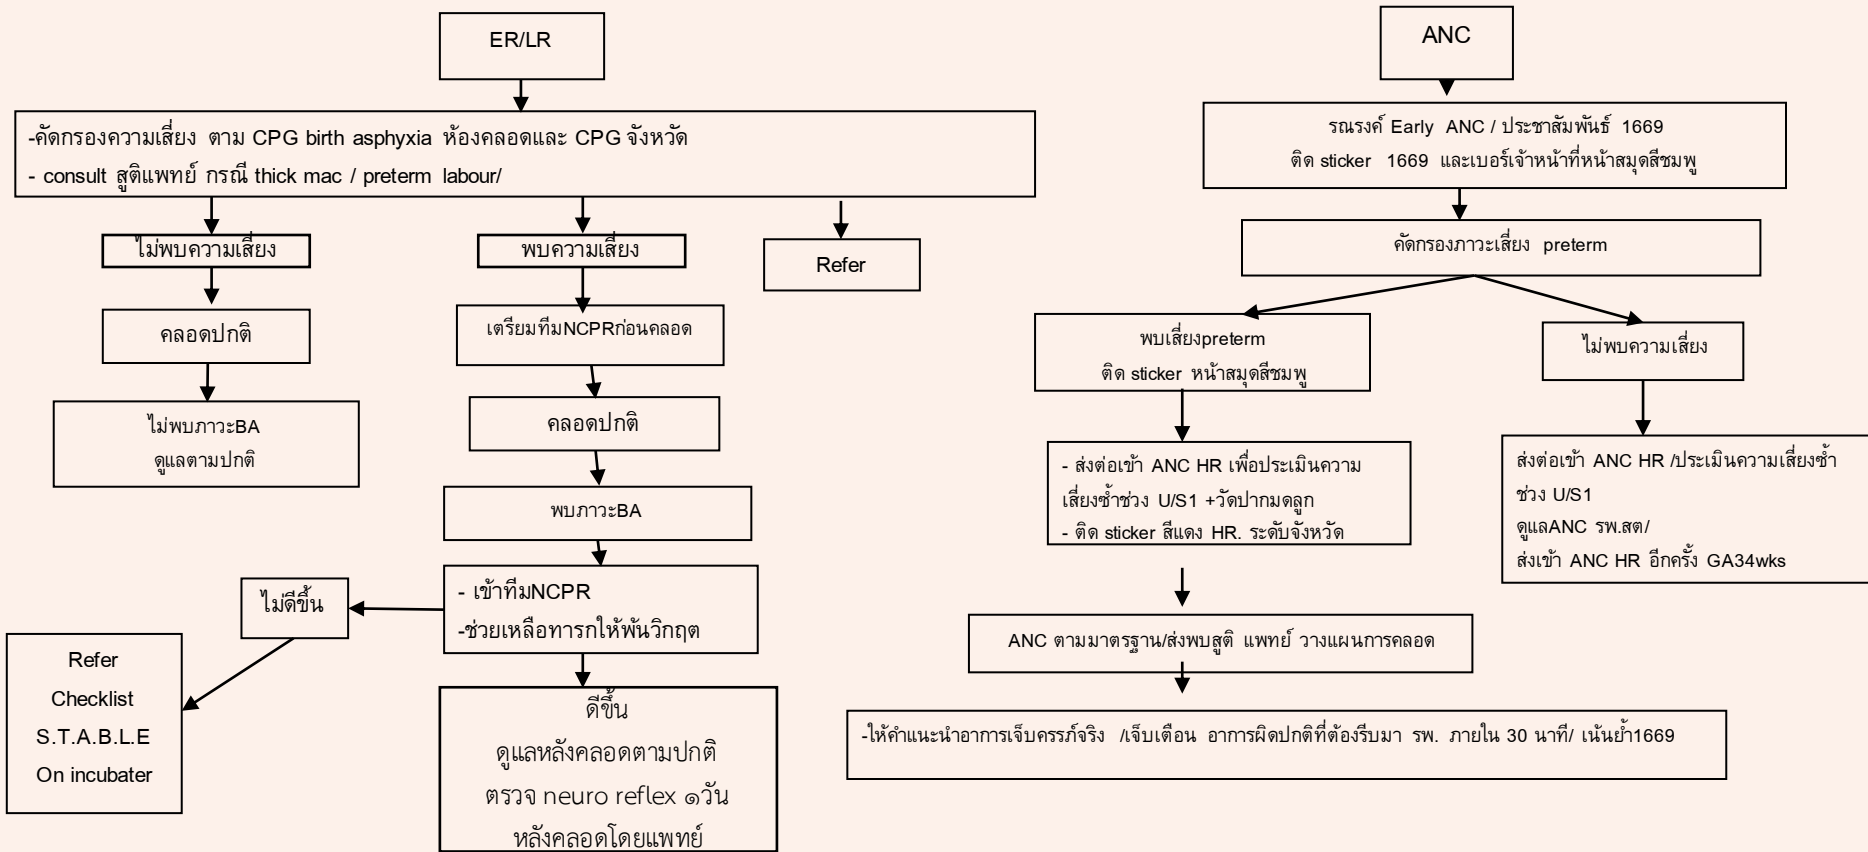 ER/LR
-คัดกรองความเสี่ยง ตาม CPG birth asphyxia ห้องคลอดและ CPG จังหวัด
- consult สูติแพทย์ กรณี thick mac / preterm labour/
ไม่พบความเสี่ยง
พบความเสี่ยง
Refer
คลอดปกติ
เตรียมทีมNCPRก่อนคลอด
ไม่พบภาวะBA
ดูแลตามปกติ
คลอดปกติ
พบภาวะBA
- เข้าทีมNCPR
-ช่วยเหลือทารกให้พ้นวิกฤต
ไม่ดีขึ้น
Refer
Checklist
S.T.A.B.L.E
On incubater
ดีขึ้น
ดูแลหลังคลอดตามปกติ
ตรวจ neuro reflex ๑วัน
หลังคลอดโดยแพทย์
ANC
รณรงค์ Early ANC / ประชาสัมพันธ์ 1669
ติด sticker 1669 และเบอร์เจ้าหน้าที่หน้าสมุดสีชมพู
คัดกรองภาวะเสี่ยง preterm
พบเสี่ยงpreterm
ติด sticker หน้าสมุดสีชมพู
ไม่พบความเสี่ยง
- ส่งต่อเข้า ANC HR เพื่อประเมินความ
เสี่ยงซ้ำช่วง U/S1 +วัดปากมดลูก
- ติด sticker สีแดง HR. ระดับจังหวัด
ส่งต่อเข้า ANC HR /ประเมินความเสี่ยงซ้ำ
ช่วง U/S1
ดูแลANC รพ.สต/
ส่งเข้า ANC HR อีกครั้ง GA34wks
ANC ตามมาตรฐาน/ส่งพบสูติ แพทย์ วางแผนการคลอด
-ให้คำแนะนำอาการเจ็บครรภ์จริง /เจ็บเตือน อาการผิดปกติที่ต้องรีบมา รพ. ภายใน 30 นาที/ เน้นย้ำ1669